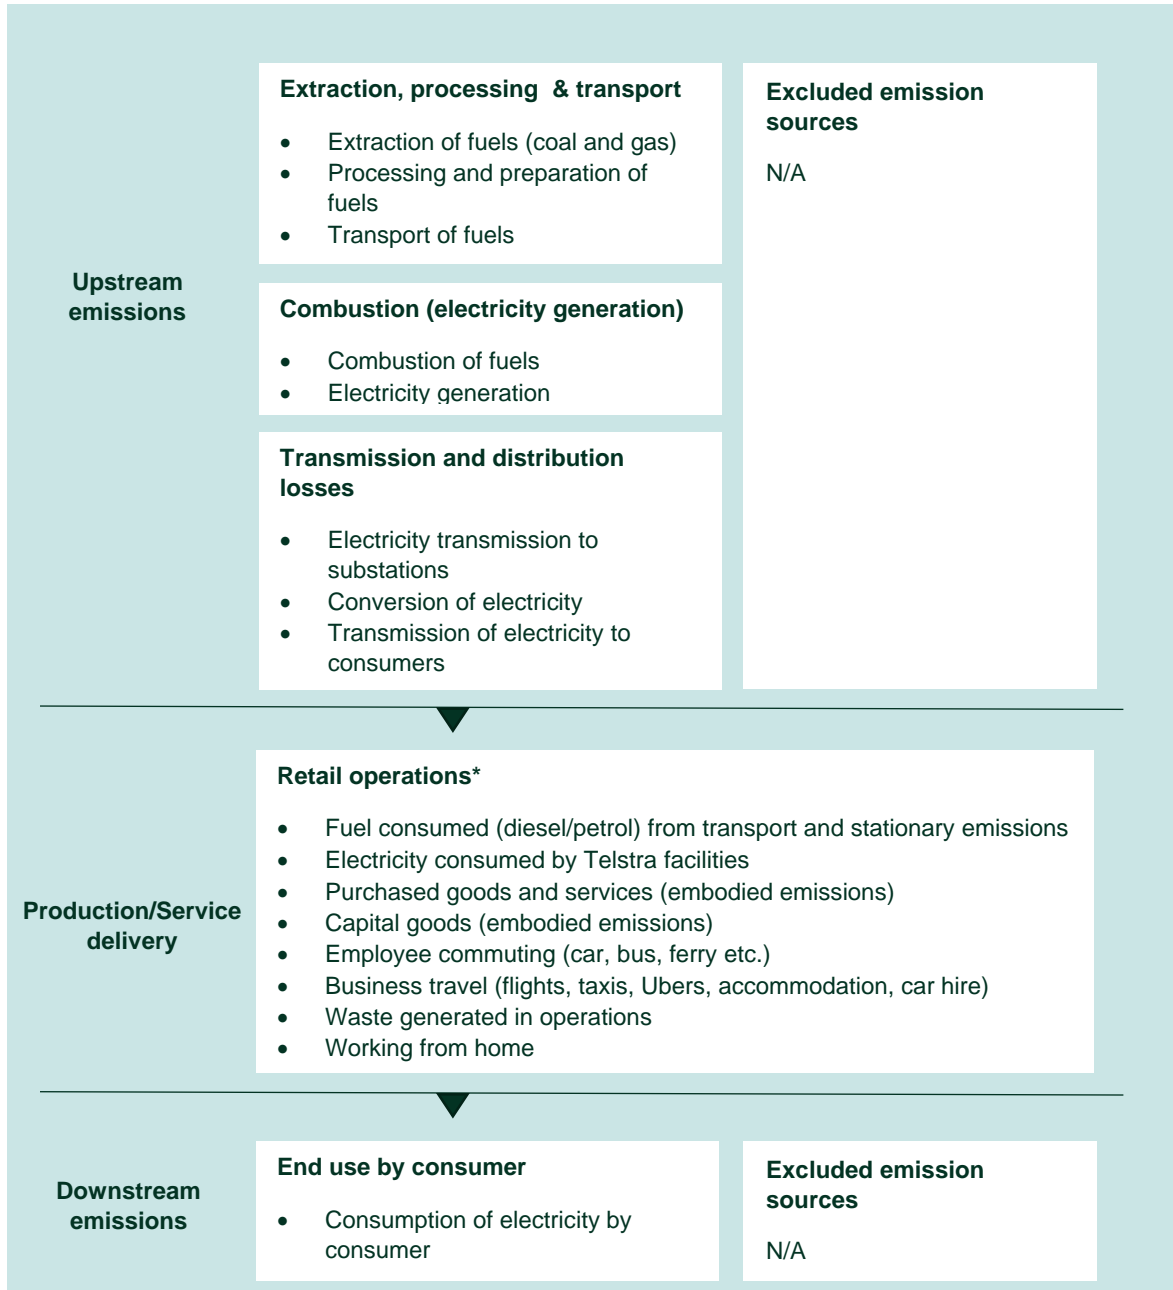 Upstream
emissions
Extraction, processing & transport
• Extraction of fuels (coal and gas)
• Processing and preparation of
fuels
• Transport of fuels
Combustion (electricity generation)
• Combustion of fuels
• Electricity generation
Transmission and distribution
losses
• Electricity transmission to
substations
• Conversion of electricity
• Transmission of electricity to
consumers
Excluded emission
sources
N/A
Production/Service
delivery
Retail operations*
• Fuel consumed (diesel/petrol) from transport and stationary emissions
• Electricity consumed by Telstra facilities
• Purchased goods and services (embodied emissions)
• Capital goods (embodied emissions)
• Employee commuting (car, bus, ferry etc.)
• Business travel (flights, taxis, Ubers, accommodation, car hire)
• Waste generated in operations
• Working from home
Downstream
emissions
End use by consumer
• Consumption of electricity by
consumer
Excluded emission
sources
N/A